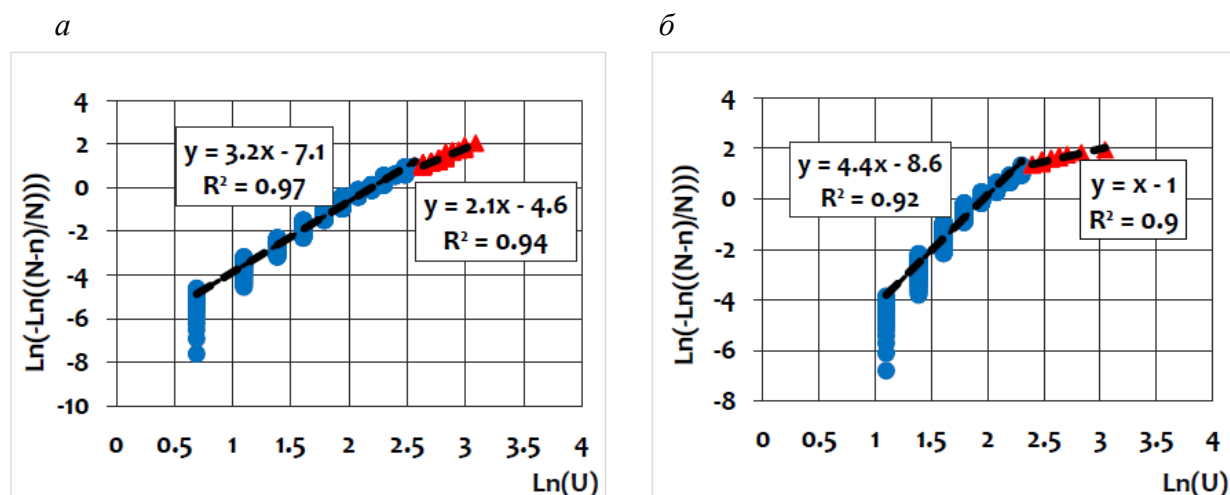 а
б
4
2
0
-2
-4
-6
-8
-10
Ln(-Ln((N-n)/N)))
y = 3.2x - 7.1
R² = 0.97
y = 2.1x - 4.6
R² = 0.94
0 0.5 1 1.5 2 2.5 3 3.5 4
Ln(U)
4
2
0
-2
-4
-6
-8
Ln(-Ln((N-n)/N)))
y = 4.4x - 8.6
R² = 0.92
y = x - 1
R² = 0.9
0 0.5 1 1.5 2 2.5 3 3.5 4
Ln(U)